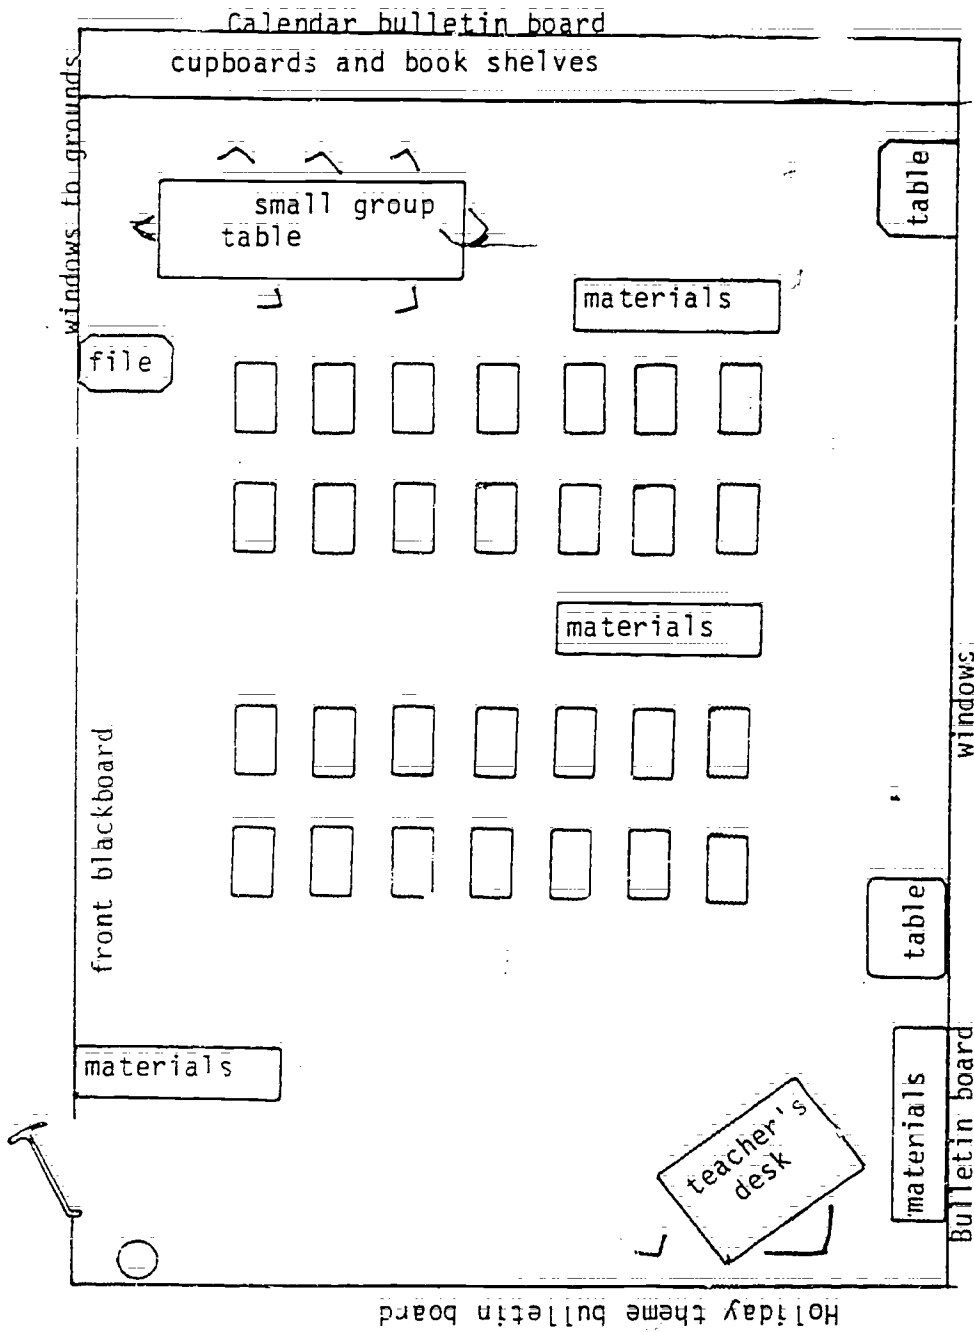 Calendar bulletin board
cupboards and book shelves
windows to grounds
table
small group
table
materials
file
materials
windows
front blackboard
table
materials
materials
Bulletin board
teacher's
desk
Holiday theme bulletin board